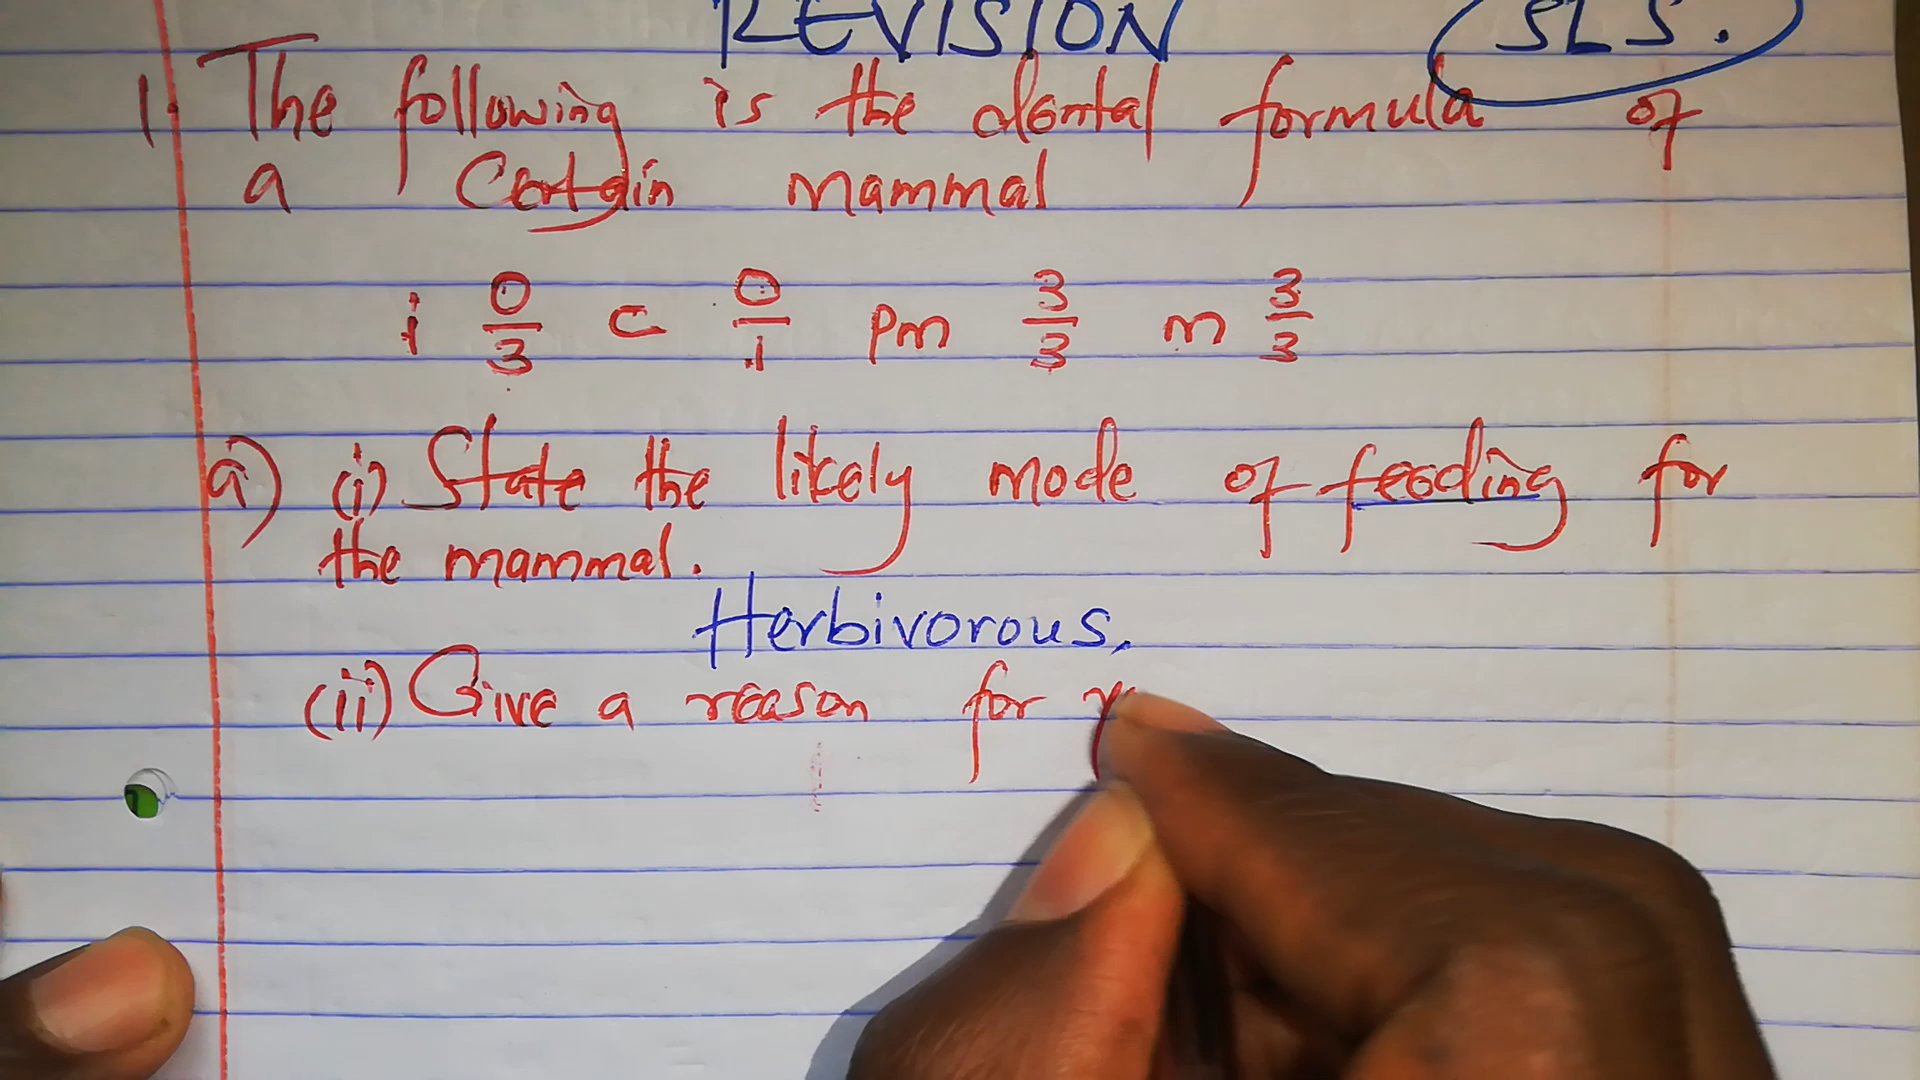 REVISION SLS.
1. The following is the dental formula of
a Certain mammal
i 0/3 c 0/1 pm 3/3 m 3/3
a) (i) State the likely mode of feeding for
the mammal.
Herbivorous.
(ii) Give a reason for